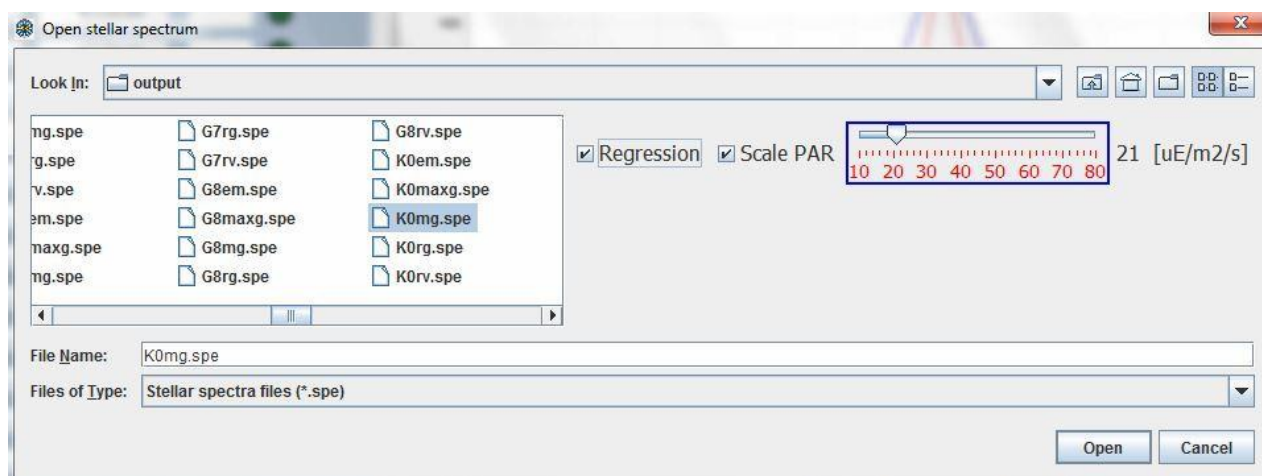 Open stellar spectrum
Look In: output
ng.spe G7rg.spe G8rv.spe
rg.spe G7rv.spe K0em.spe
rv.spe G8em.spe K0maxg.spe
em.spe G8maxg.spe K0mg.spe
naxg.spe G8mg.spe K0rg.spe
ng.spe G8rg.spe K0rv.spe
Regression Scale PAR 21 [uE/m2/s]
10 20 30 40 50 60 70 80
File Name: K0mg.spe
Files of Type: Stellar spectra files (*.spe)
Open Cancel